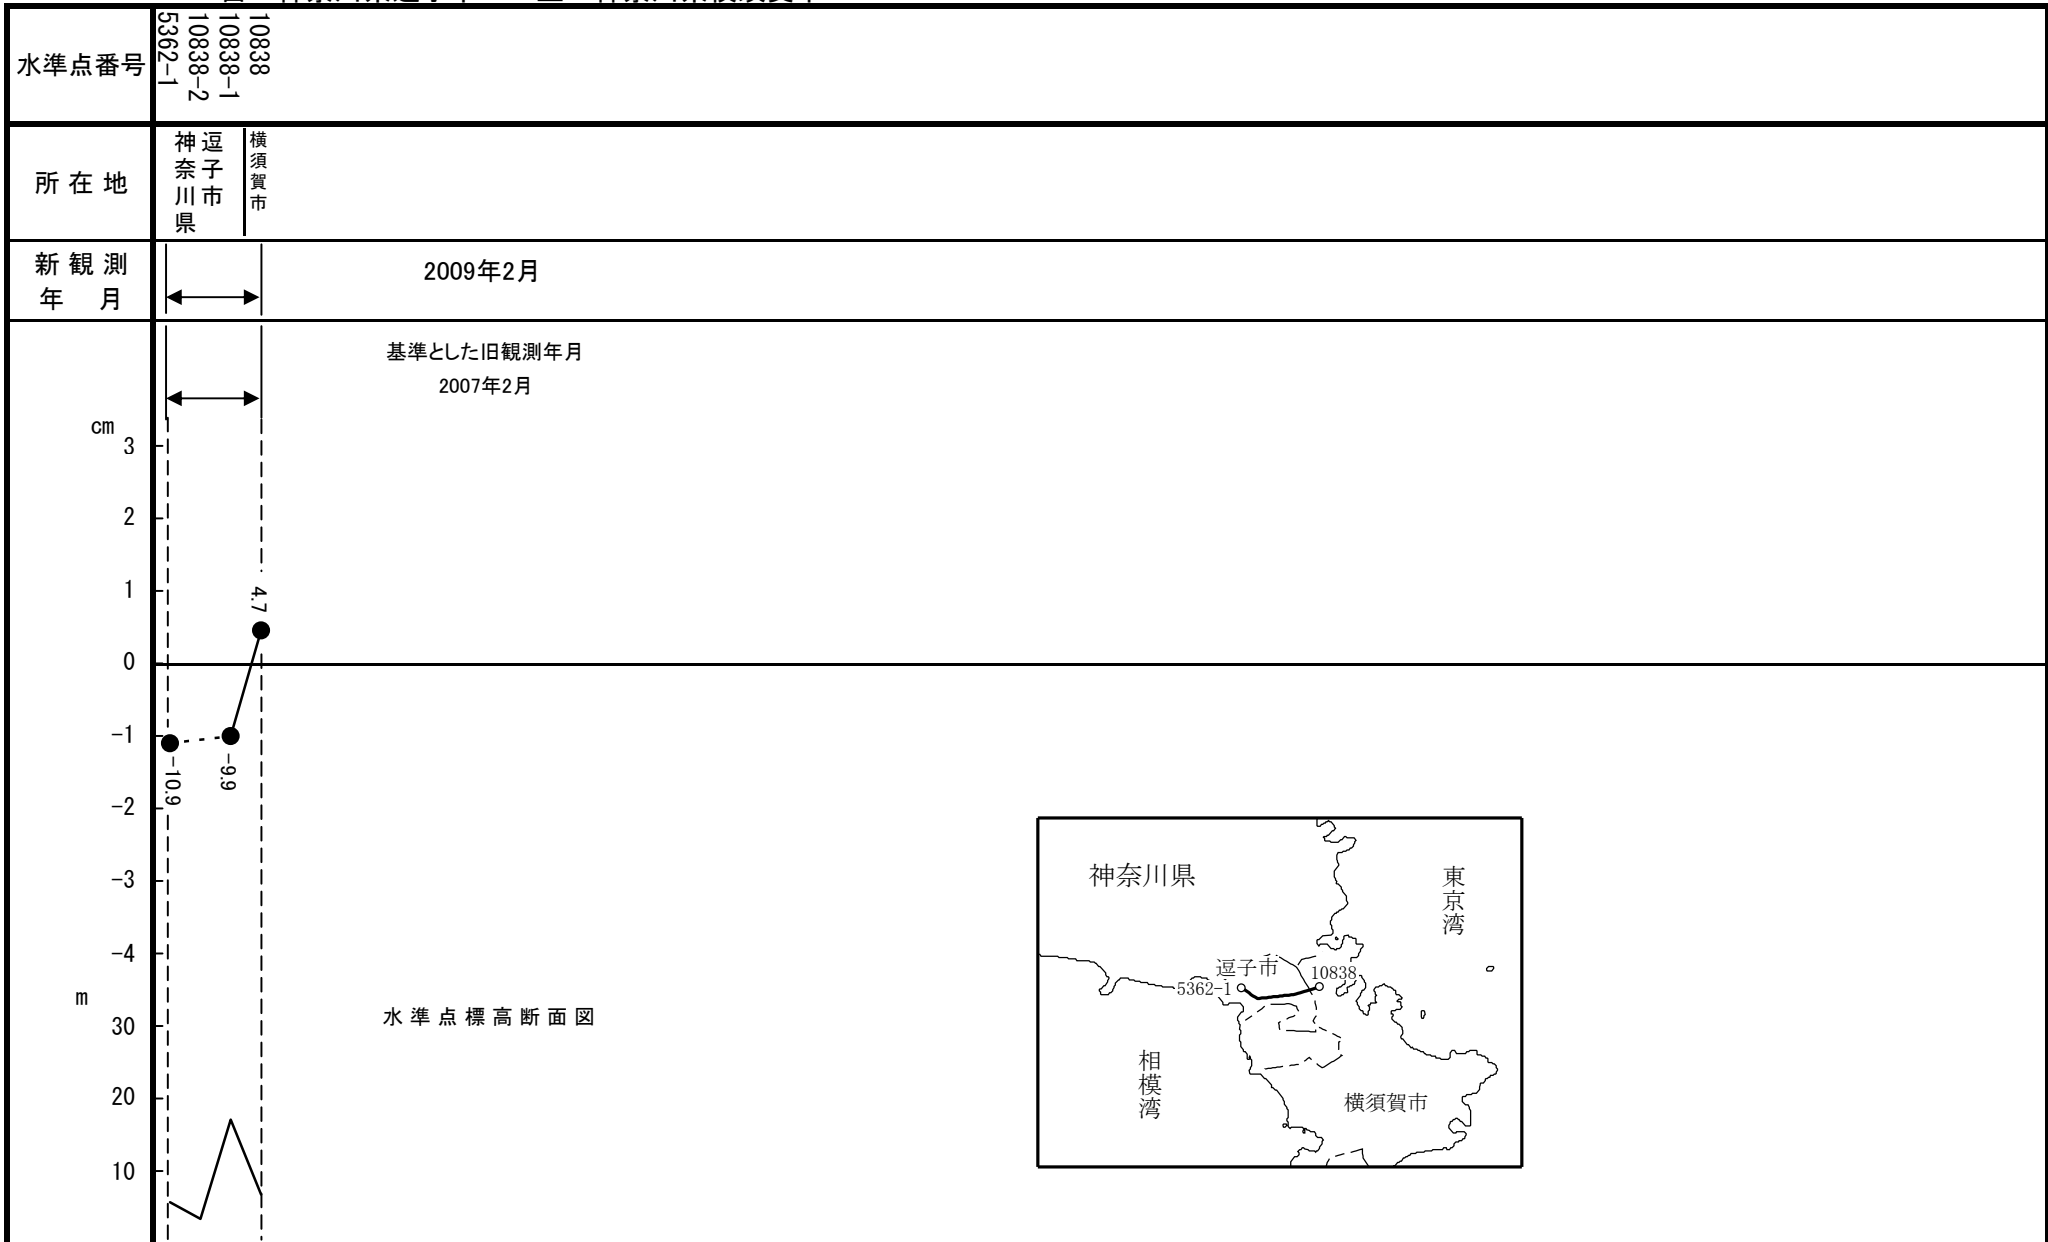 水準点番号
5362-1
10838-2
10838-1
10838
所在地
神奈川県
逗子市
横須賀市
新観測
年 月
2009年2月
基準とした旧観測年月
2007年2月
cm
3
2
1
0
-1
-2
-3
-4
4.7
-10.9
-9.9
m
30
20
10
水準点標高断面図
神奈川県
東京湾
逗子市
10838
5362-1
相模湾
横須賀市